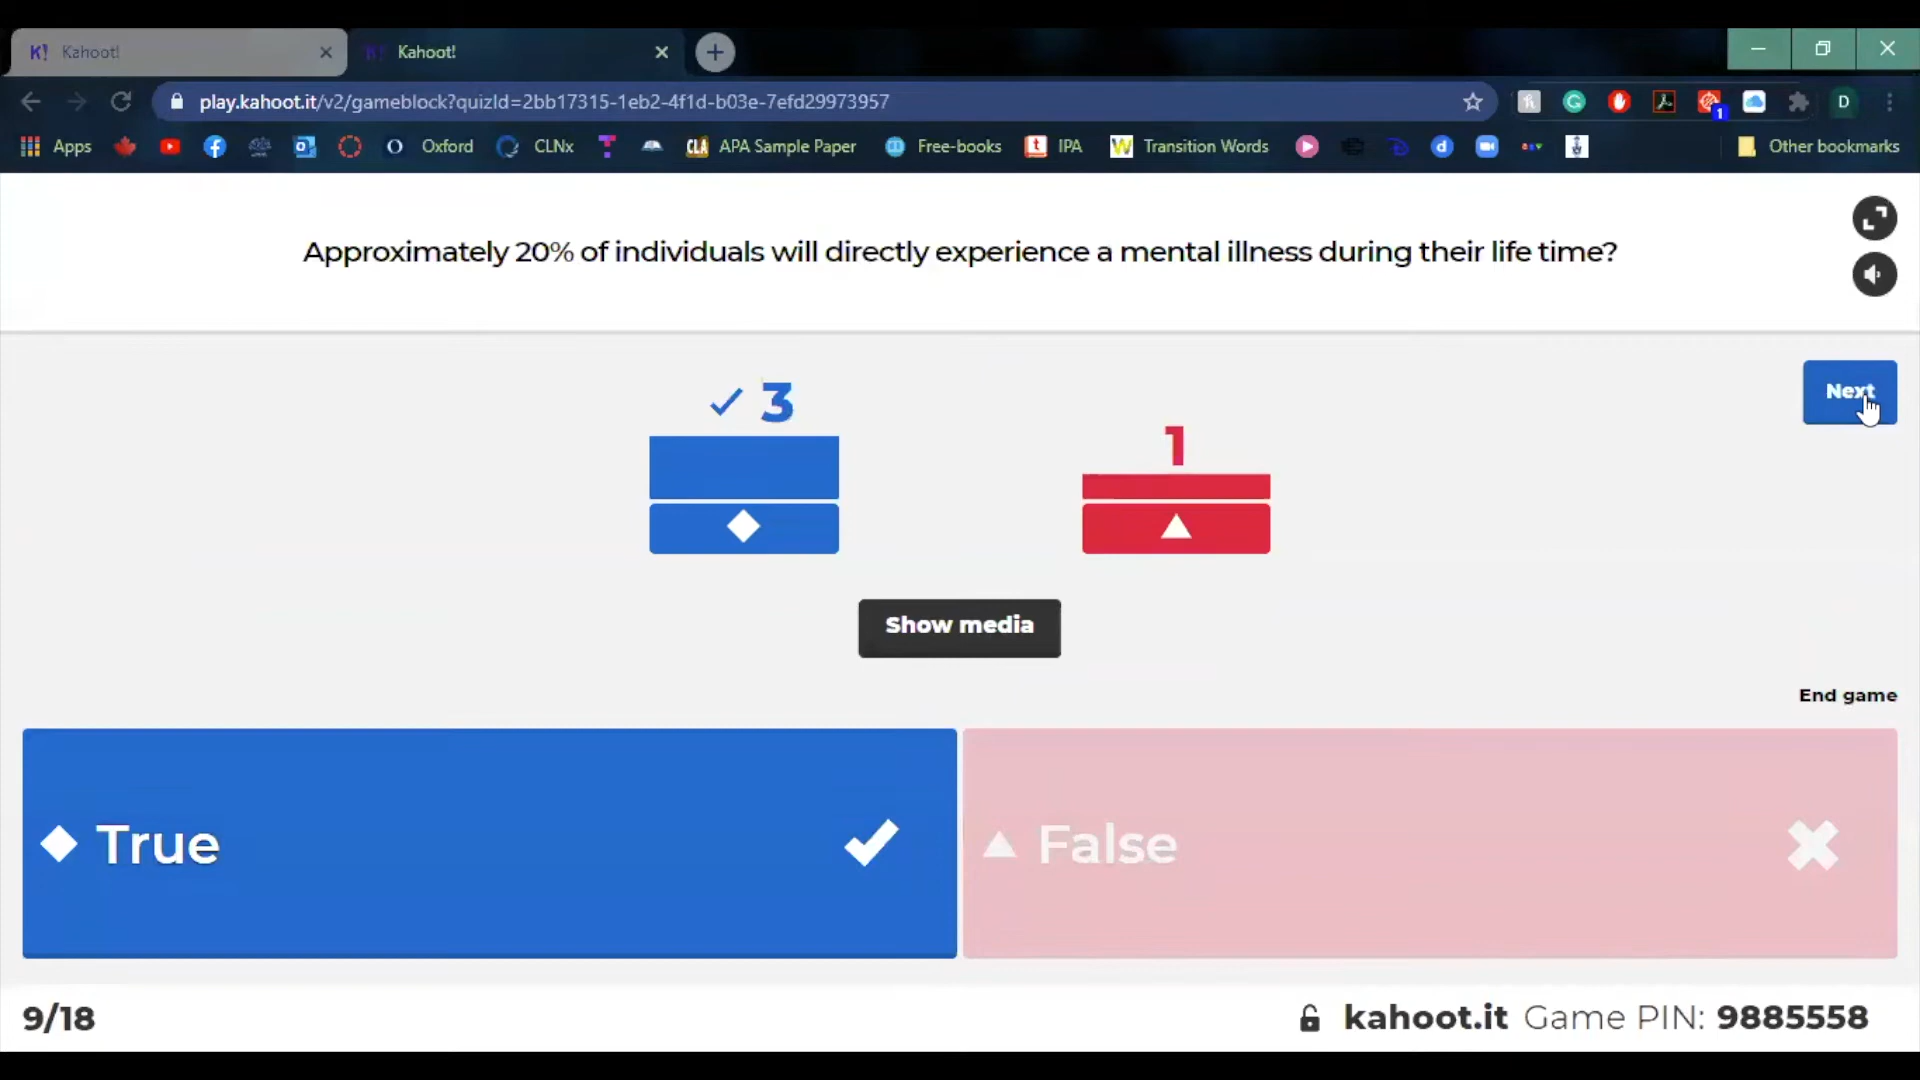 K! Kahoot!
Kahoot!
play.kahoot.it/v2/gameblock?quizId=2bb17315-1eb2-4f1d-b03e-7efd29973957
D
1
Apps
Oxford
CLNx
CLA APA Sample Paper
Free-books
t IPA
W Transition Words
Other bookmarks
Approximately 20% of individuals will directly experience a mental illness during their life time?
Next
3
1
Show media
End game
True
False
9/18
kahoot.it Game PIN: 9885558